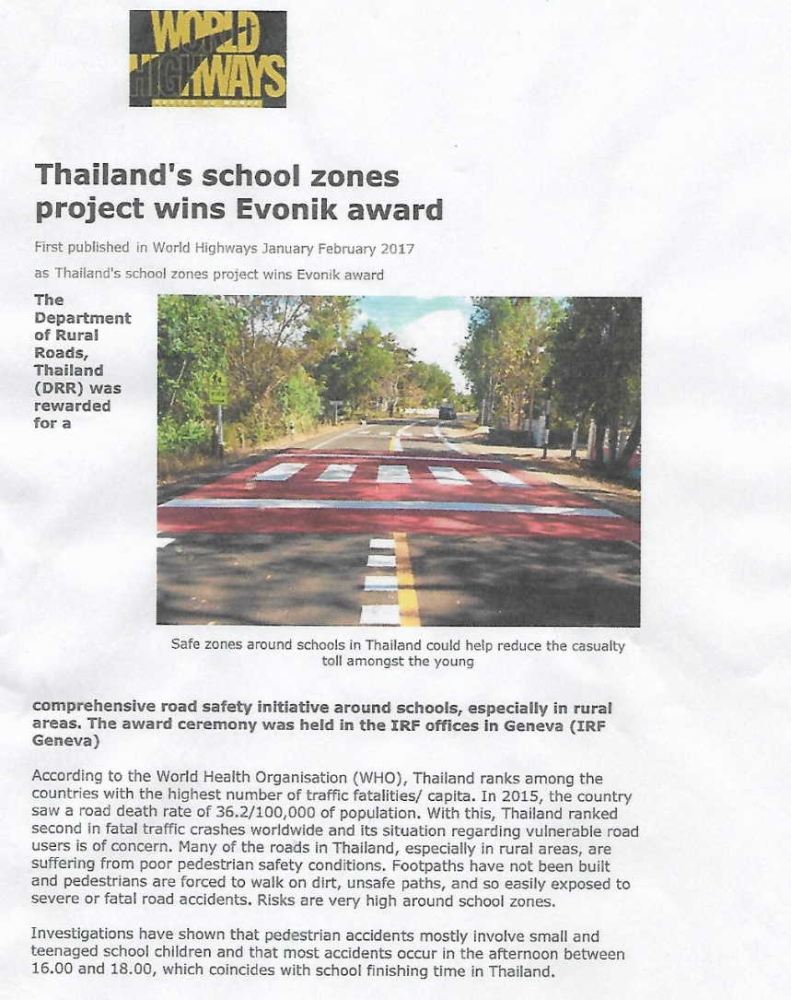 WORLD
HIGHWAYS
Thailand's school zones
project wins Evonik award
First published in World Highways January February 2017
as Thailand's school zones project wins Evonik award
The
Department
of Rural
Roads,
Thailand
(DRR) was
rewarded
for a
Safe zones around schools in Thailand could help reduce the casualty
toll amongst the young
comprehensive road safety initiative around schools, especially in rural
areas. The award ceremony was held in the IRF offices in Geneva (IRF
Geneva)
According to the World Health Organisation (WHO), Thailand ranks among the
countries with the highest number of traffic fatalities/ capita. In 2015, the country
saw a road death rate of 36.2/100,000 of population. With this, Thailand ranked
second in fatal traffic crashes worldwide and its situation regarding vulnerable road
users is of concern. Many of the roads in Thailand, especially in rural areas, are
suffering from poor pedestrian safety conditions. Footpaths have not been built
and pedestrians are forced to walk on dirt, unsafe paths, and so easily exposed to
severe or fatal road accidents. Risks are very high around school zones.
Investigations have shown that pedestrian accidents mostly involve small and
teenaged school children and that most accidents occur in the afternoon between
16.00 and 18.00, which coincides with school finishing time in Thailand.